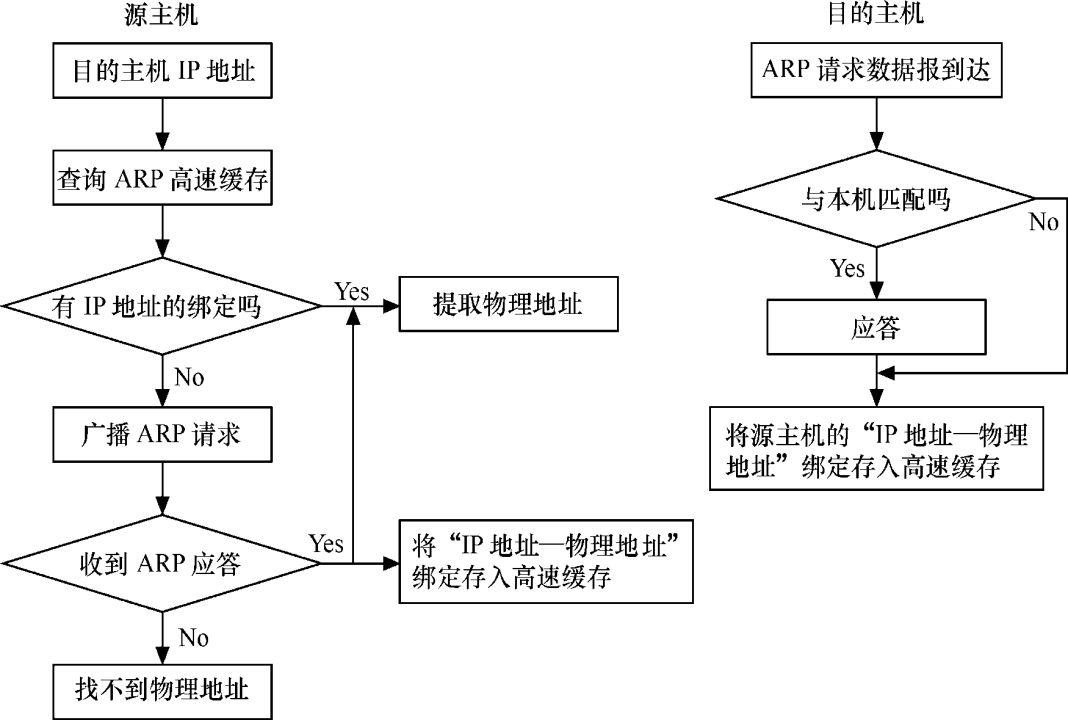 源主机
目的主机 IP 地址
查询 ARP 高速缓存
有 IP 地址的绑定吗
Yes
提取物理地址
No
广播 ARP 请求
收到 ARP 应答
Yes
将“IP 地址—物理地址”
绑定存入高速缓存
No
找不到物理地址
目的主机
ARP 请求数据报到达
与本机匹配吗
No
Yes
应答
将源主机的“IP 地址—物理
地址”绑定存入高速缓存